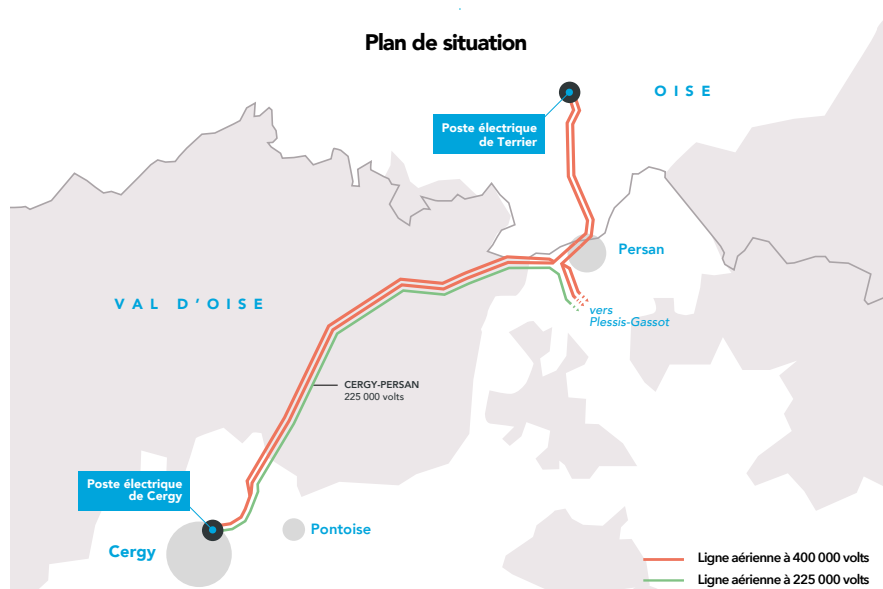 Plan de situation
OISE
Poste électrique
de Terrier
Persan
VAL D'OISE
vers
Plessis-Gassot
CERGY-PERSAN
225 000 volts
Poste électrique
de Cergy
Pontoise
Cergy
Ligne aérienne à 400 000 volts
Ligne aérienne à 225 000 volts